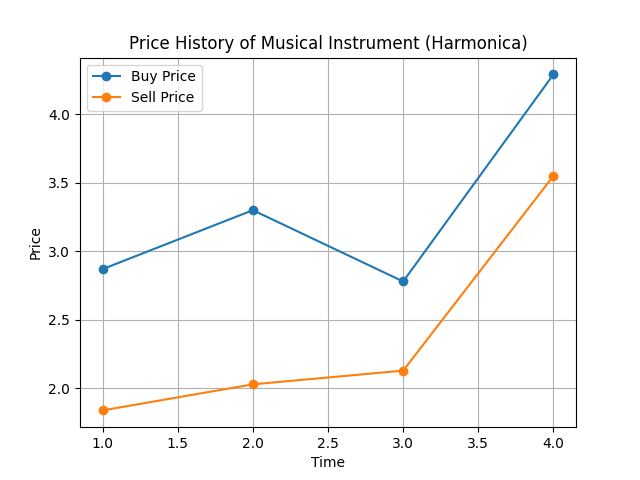 Price History of Musical Instrument (Harmonica)
Buy Price
Sell Price
4.0
3.5
3.0
2.5
2.0
Price
1.0 1.5 2.0 2.5 3.0 3.5 4.0
Time